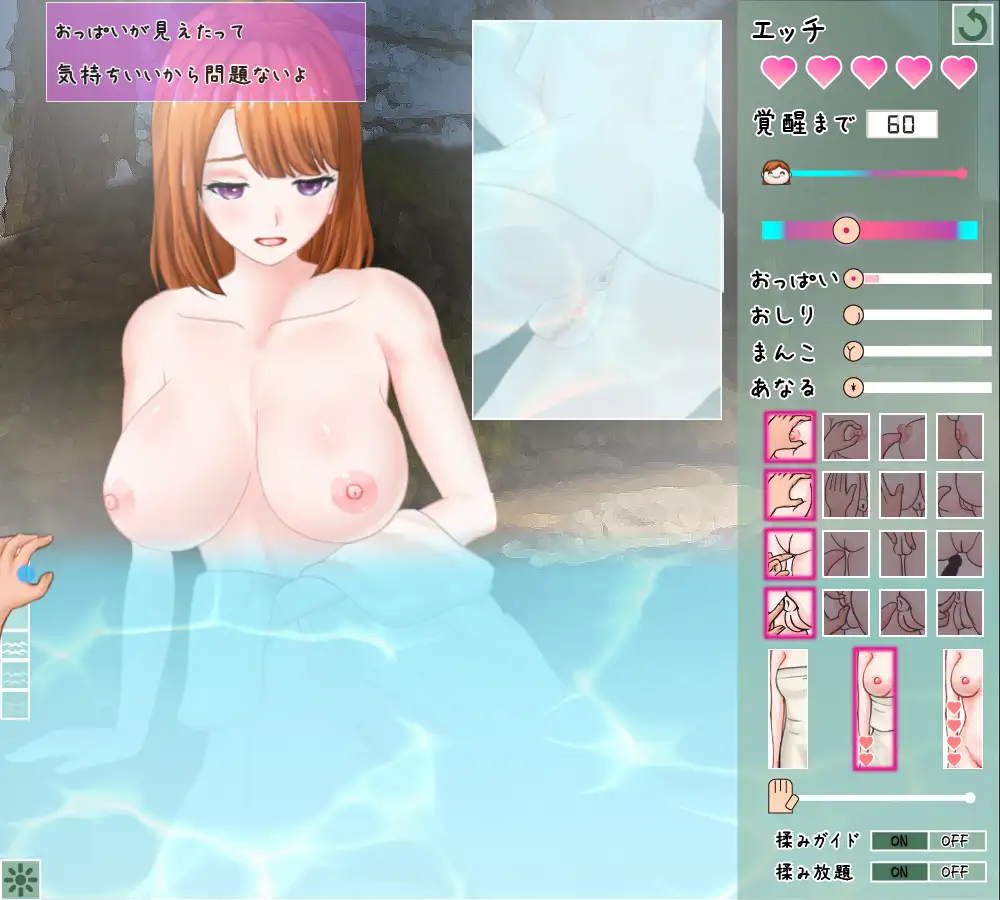 おっぱいが見えたって
気持ちいいから問題ないよ
エッチ
覚醒まで 60
おっぱい
おしり
まんこ
あなる
揉みガイド ON OFF
揉み放題 ON OFF